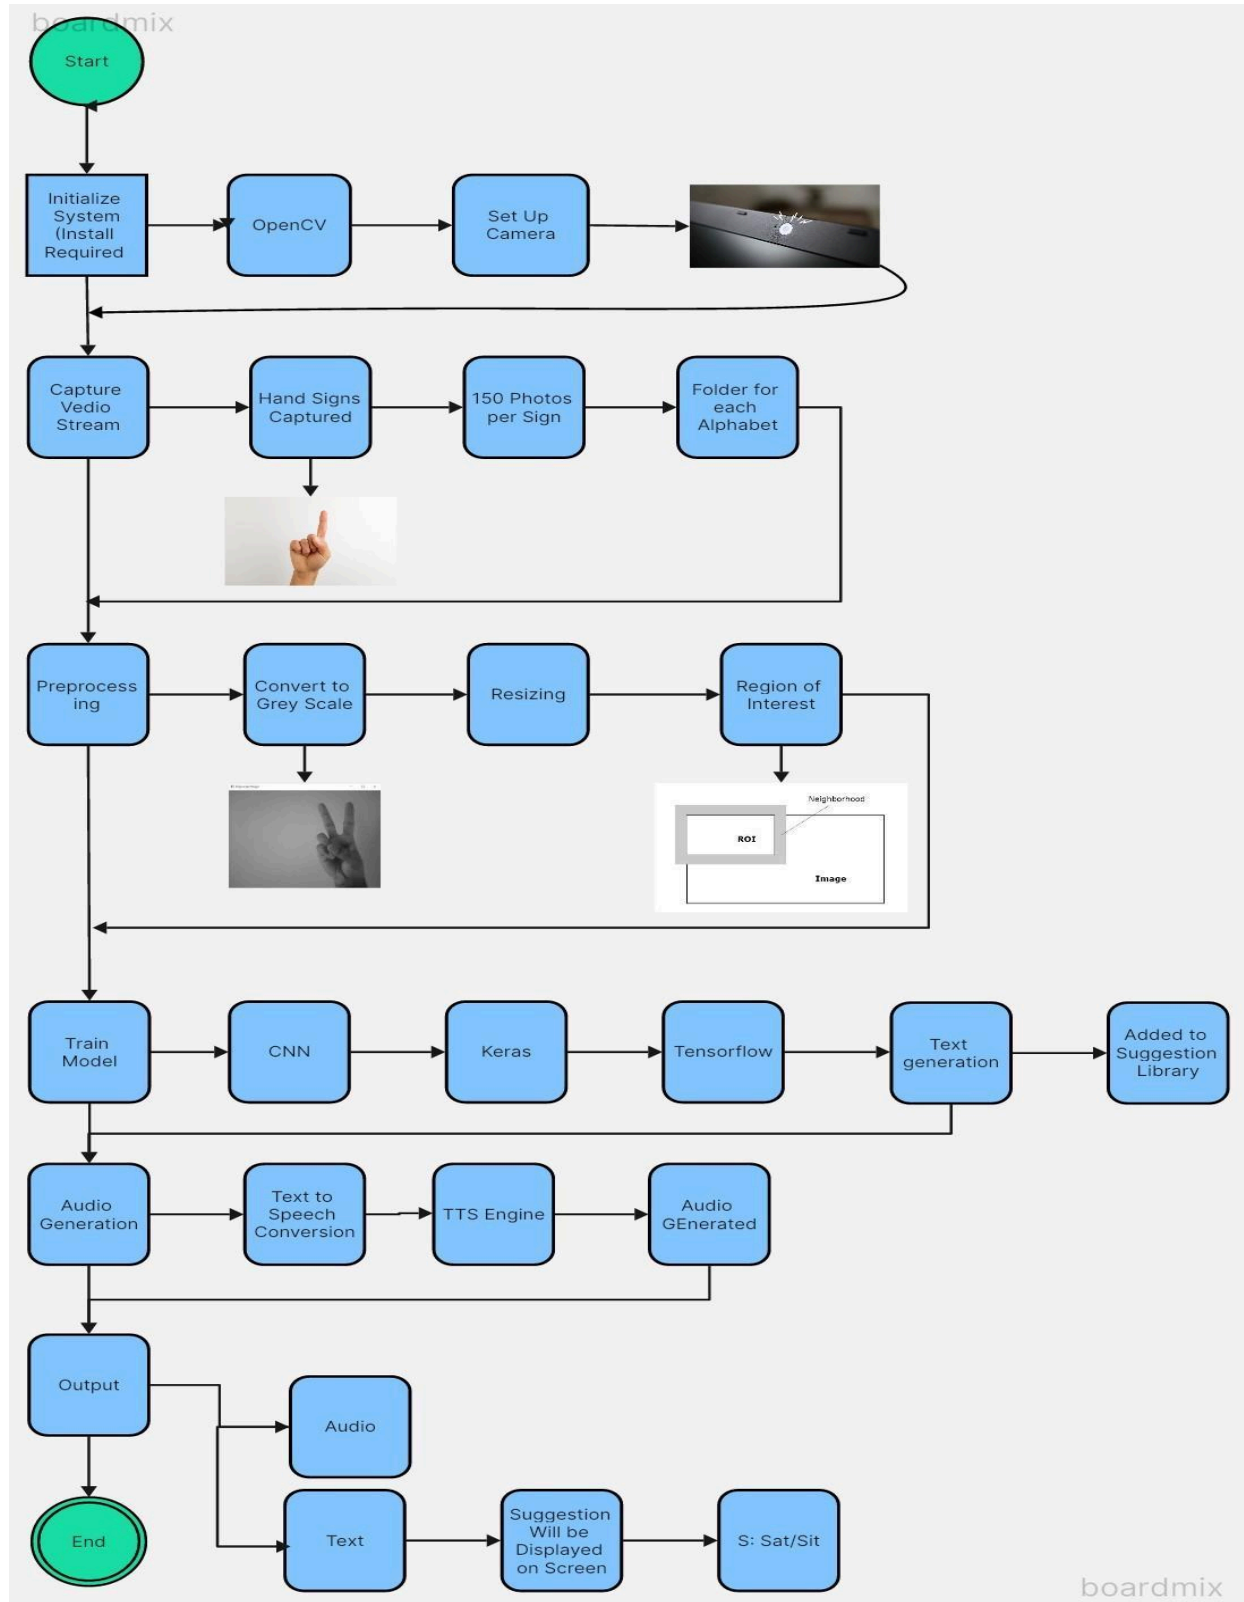 boardmix
Start
Initialize
System
(Install
Required
OpenCV
Set Up
Camera
Capture
Vedio
Stream
Hand Signs
Captured
150 Photos
per Sign
Folder for
each
Alphabet
Preprocess
ing
Convert to
Grey Scale
Resizing
Region of
Interest
Neighborhood
ROI
Image
Train
Model
CNN
Keras
Tensorflow
Text
generation
Added to
Suggestion
Library
Audio
Generation
Text to
Speech
Conversion
TTS Engine
Audio
GEnerated
Output
Audio
End
Text
Suggestion
Will be
Displayed
on Screen
S: Sat/Sit
boardmix